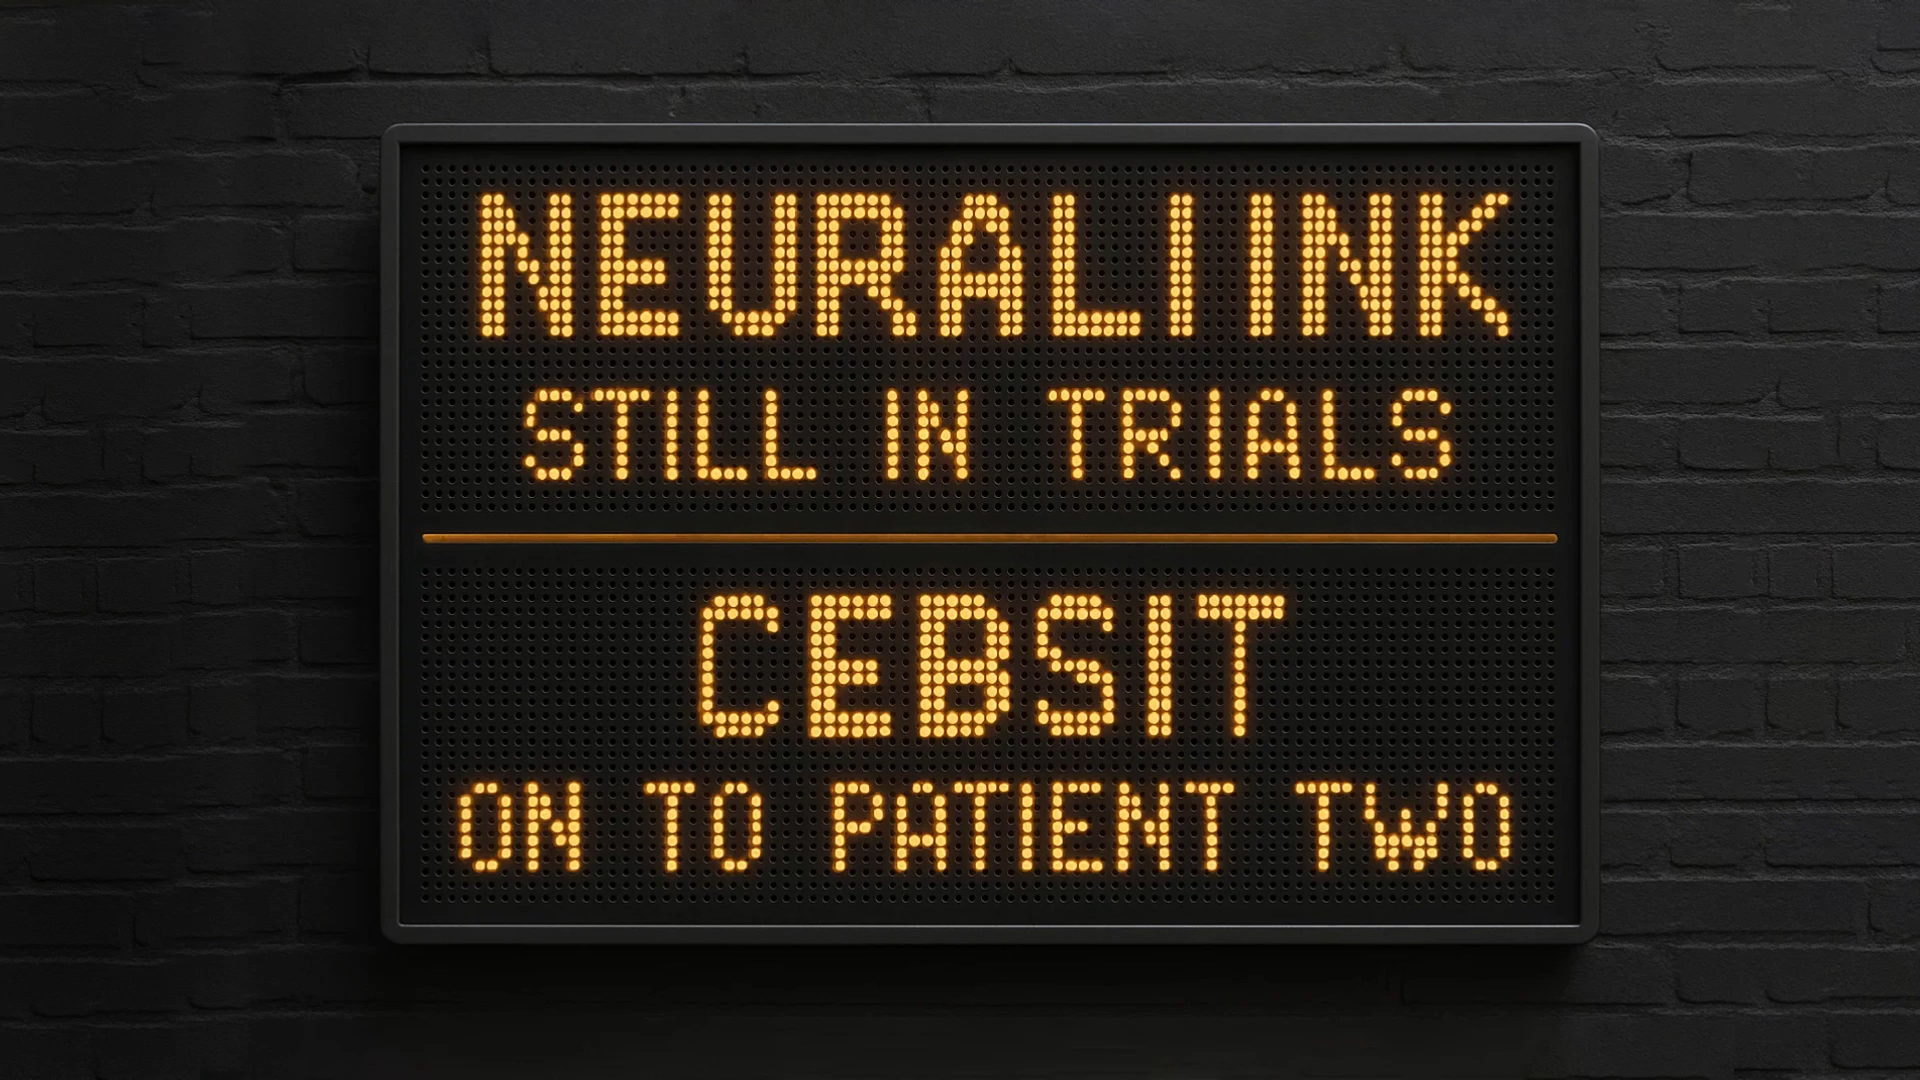 NEURALIINK
STILL IN TRIALS
CEBSIT
ON TO PATIENT TWO